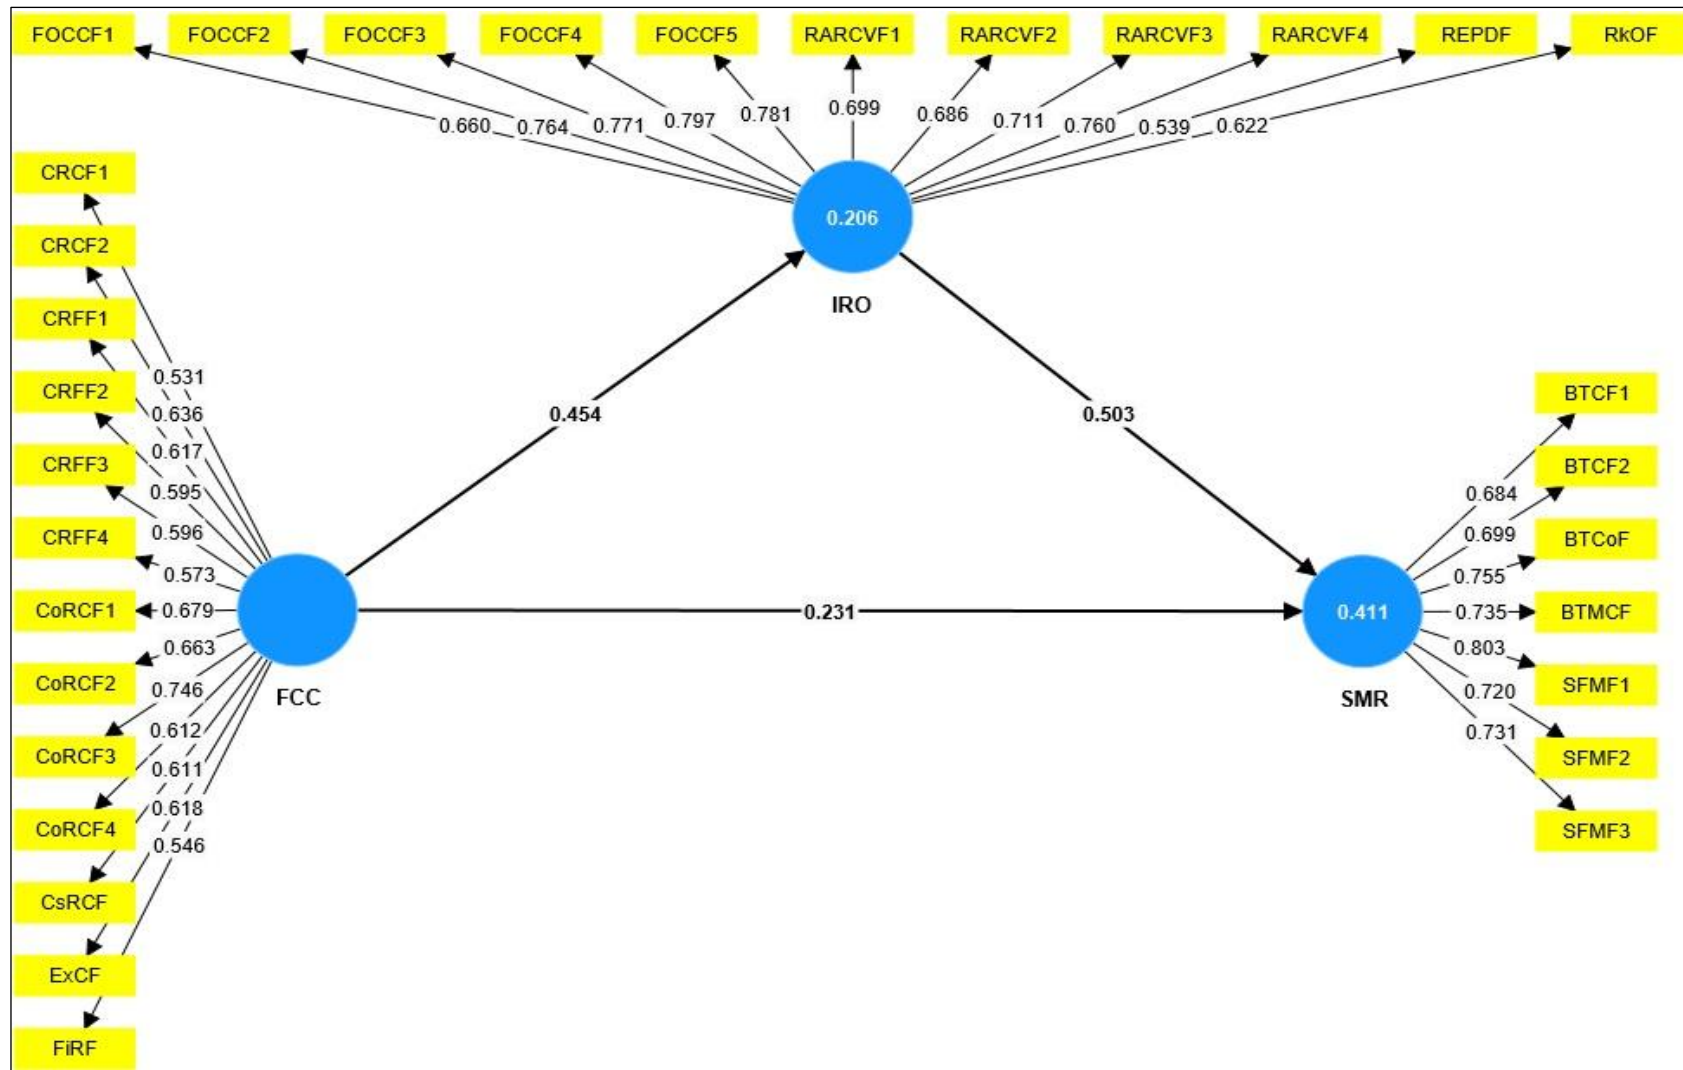 FOCCF1 FOCCF2 FOCCF3 FOCCF4 FOCCF5 RARCVF1 RARCVF2 RARCVF3 RARCVF4 REPDF RkOF
0.660 0.764 0.771 0.797 0.781 0.699 0.686 0.711 0.760 0.539 0.622
0.206
IRO
CRCF1
CRCF2
CRFF1
CRFF2
CRFF3
CRFF4
CoRCF1
CoRCF2
CoRCF3
CoRCF4
CsRCF
ExCF
FiRF
0.531
0.636
0.617
0.595
0.596
0.573
0.679
0.663
0.746
0.612
0.611
0.618
0.546
FCC
0.454
0.503
0.231
0.411
SMR
0.684
0.699
0.755
0.735
0.803
0.720
0.731
BTCF1
BTCF2
BTCoF
BTMCF
SFMF1
SFMF2
SFMF3